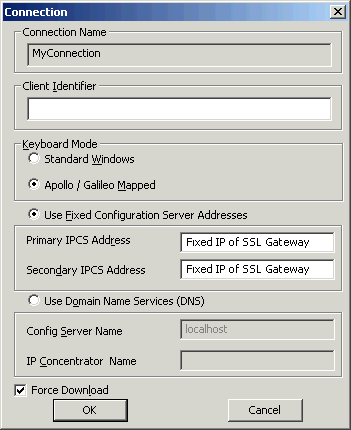 Connection
Connection Name
MyConnection
Client Identifier
Keyboard Mode
Standard Windows
Apollo / Galileo Mapped
Use Fixed Configuration Server Addresses
Primary IPCS Address Fixed IP of SSL Gateway
Secondary IPCS Address Fixed IP of SSL Gateway
Use Domain Name Services (DNS)
Config Server Name localhost
IP Concentrator Name
Force Download
OK Cancel